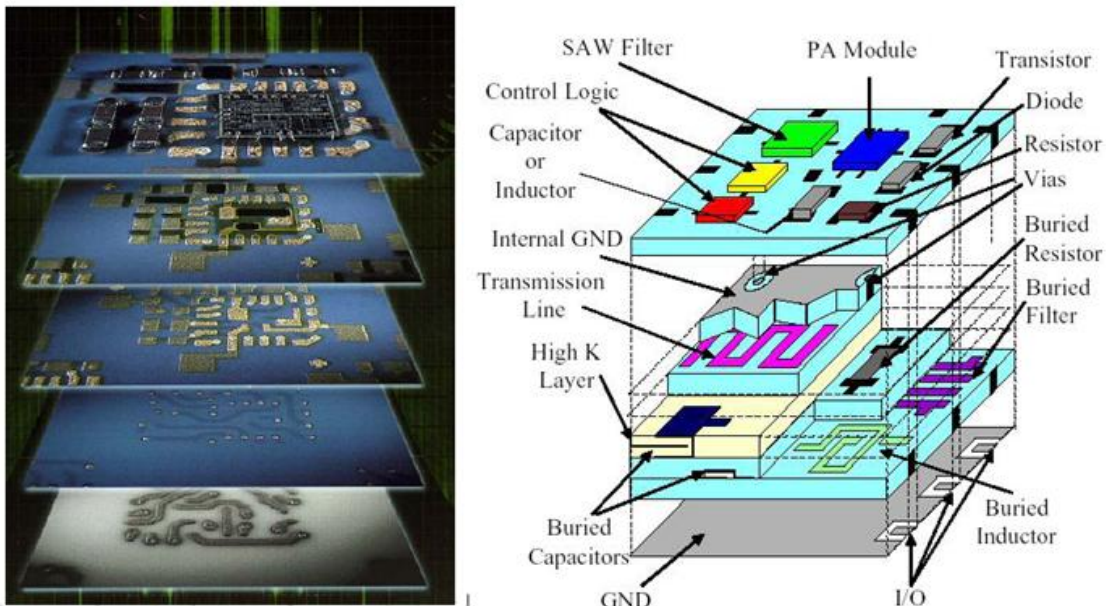 SAW Filter
PA Module
Transistor
Control Logic
Diode
Capacitor
or
Inductor
Resistor
Vias
Internal GND
Buried
Resistor
Transmission
Line
Buried
Filter
High K
Layer
Buried
Capacitors
Buried
Inductor
GND
I/O